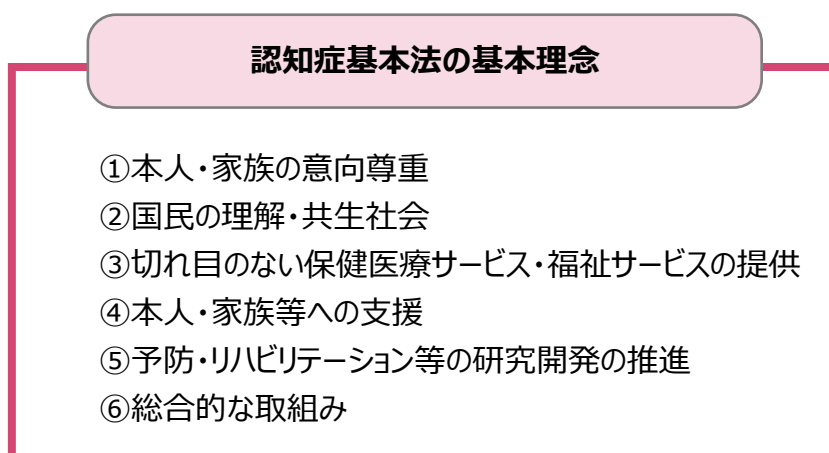 認知症基本法の基本理念
①本人・家族の意向尊重
②国民の理解・共生社会
③切れ目のない保健医療サービス・福祉サービスの提供
④本人・家族等への支援
⑤予防・リハビリテーション等の研究開発の推進
⑥総合的な取組み